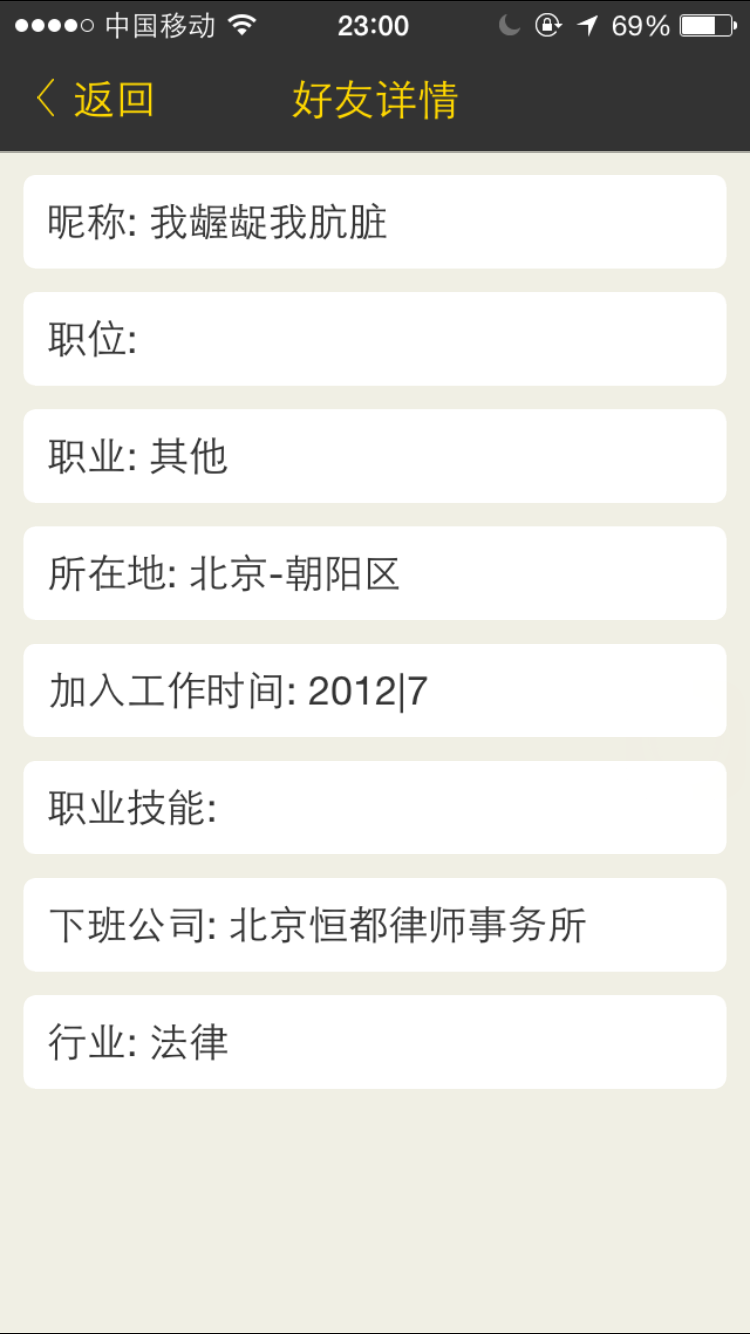 中国移动 23:00 69%
返回 好友详情
昵称: 我龌龊我肮脏
职位:
职业: 其他
所在地: 北京-朝阳区
加入工作时间: 2012|7
职业技能:
下班公司: 北京恒都律师事务所
行业: 法律